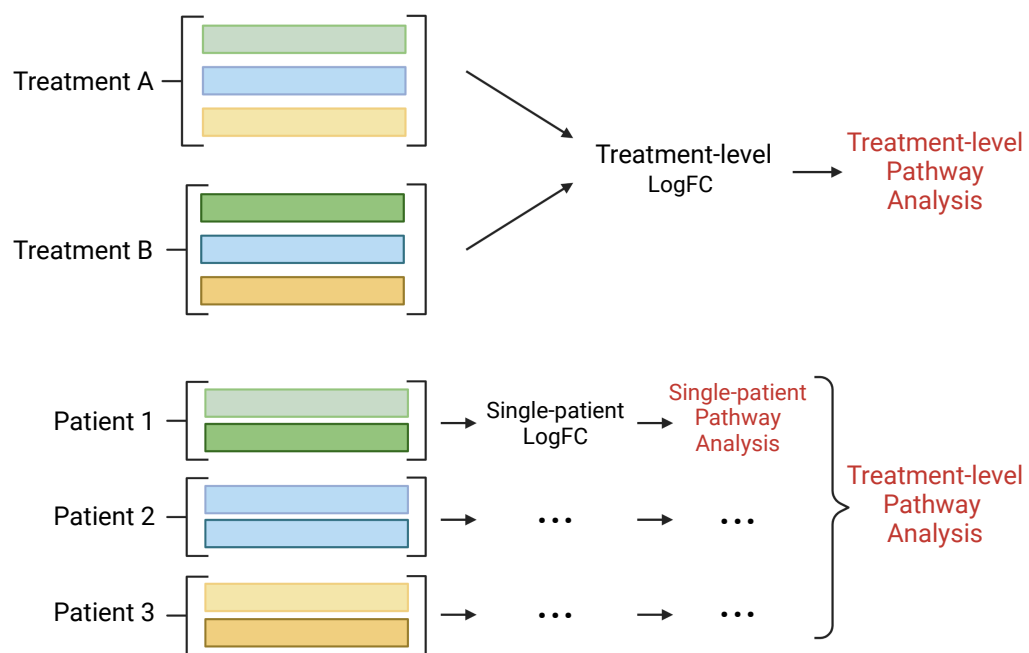 Treatment A
Treatment B
Treatment-level
LogFC
Treatment-level
Pathway
Analysis
Patient 1
Single-patient
LogFC
Single-patient
Pathway
Analysis
Patient 2
...
...
Patient 3
...
...
Treatment-level
Pathway
Analysis